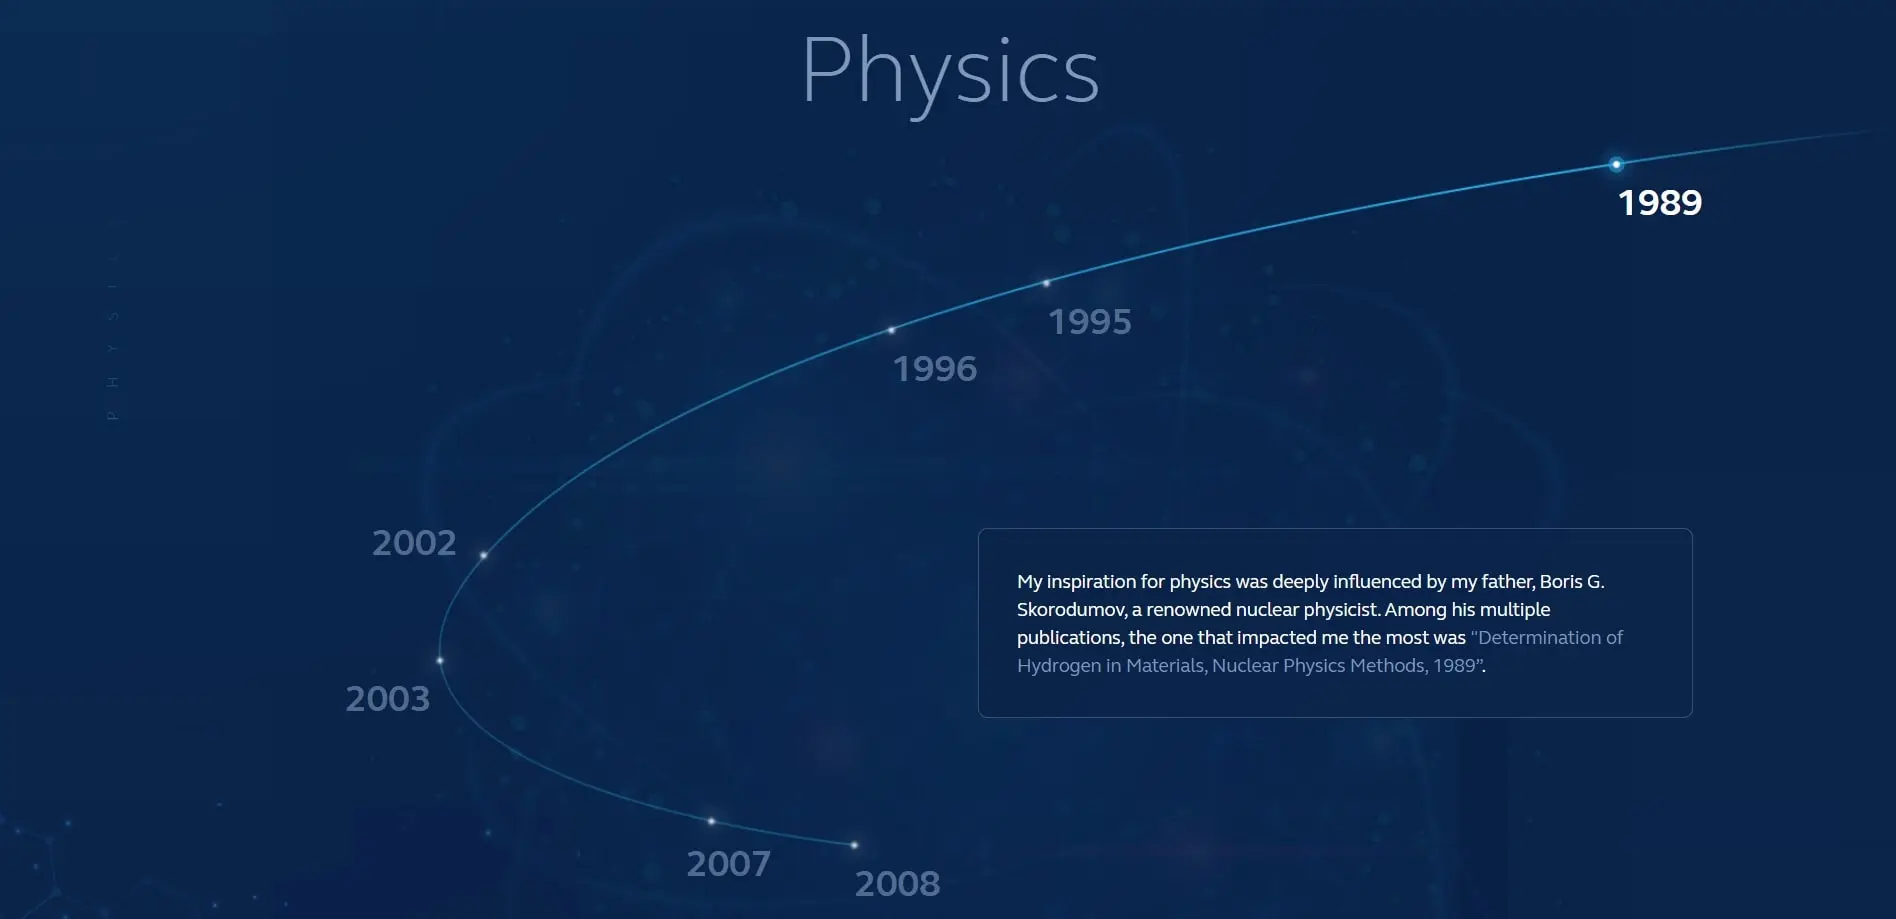 Physics
1989
1995
1996
2002
2003
2007
2008
My inspiration for physics was deeply influenced by my father, Boris G.
Skorodumov, a renowned nuclear physicist. Among his multiple
publications, the one that impacted me the most was "Determination of
Hydrogen in Materials, Nuclear Physics Methods, 1989”.